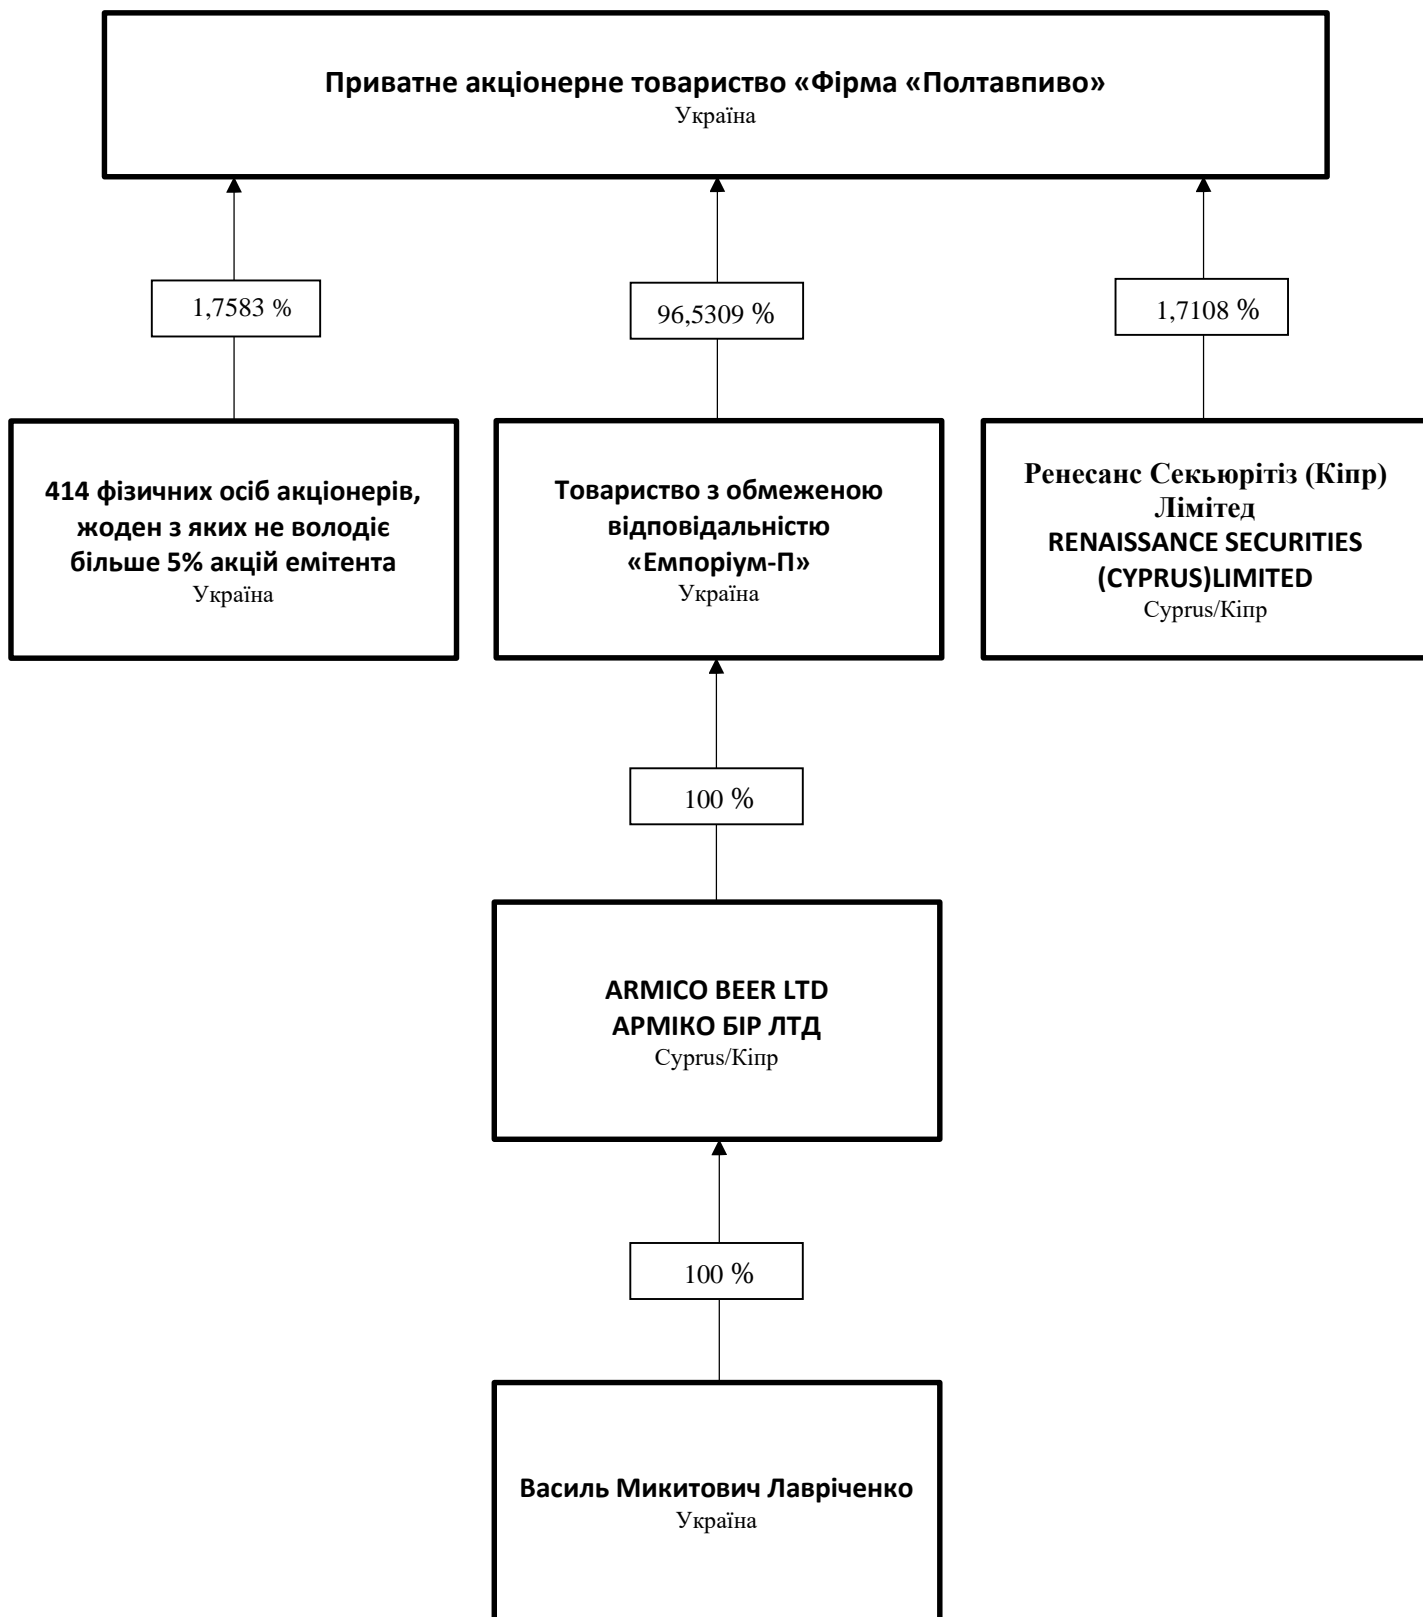 Приватне акціонерне товариство «Фірма «Полтавпиво»
Україна
1,7583 %
96,5309 %
1,7108 %
414 фізичних осіб акціонерів,
жоден з яких не володіє
більше 5% акцій емітента
Україна
Товариство з обмеженою
відповідальністю
«Емпоріум-П»
Україна
Ренесанс Секьюрітіз (Кіпр)
Лімітед
RENAISSANCE SECURITIES
(CYPRUS)LIMITED
Cyprus/Кіпр
100 %
ARMICO BEER LTD
АРМІКО БІР ЛТД
Cyprus/Кіпр
100 %
Василь Микитович Лавріченко
Україна